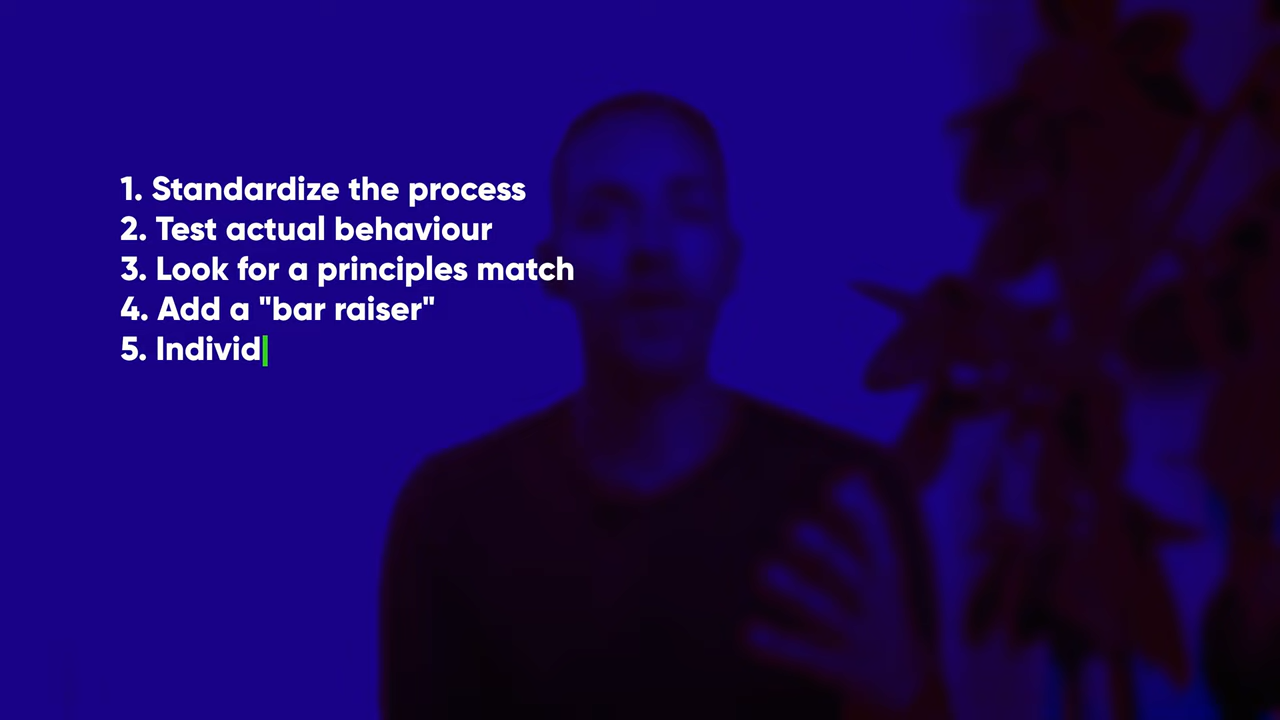 1. Standardize the process
2. Test actual behaviour
3. Look for a principles match
4. Add a "bar raiser"
5. Individ